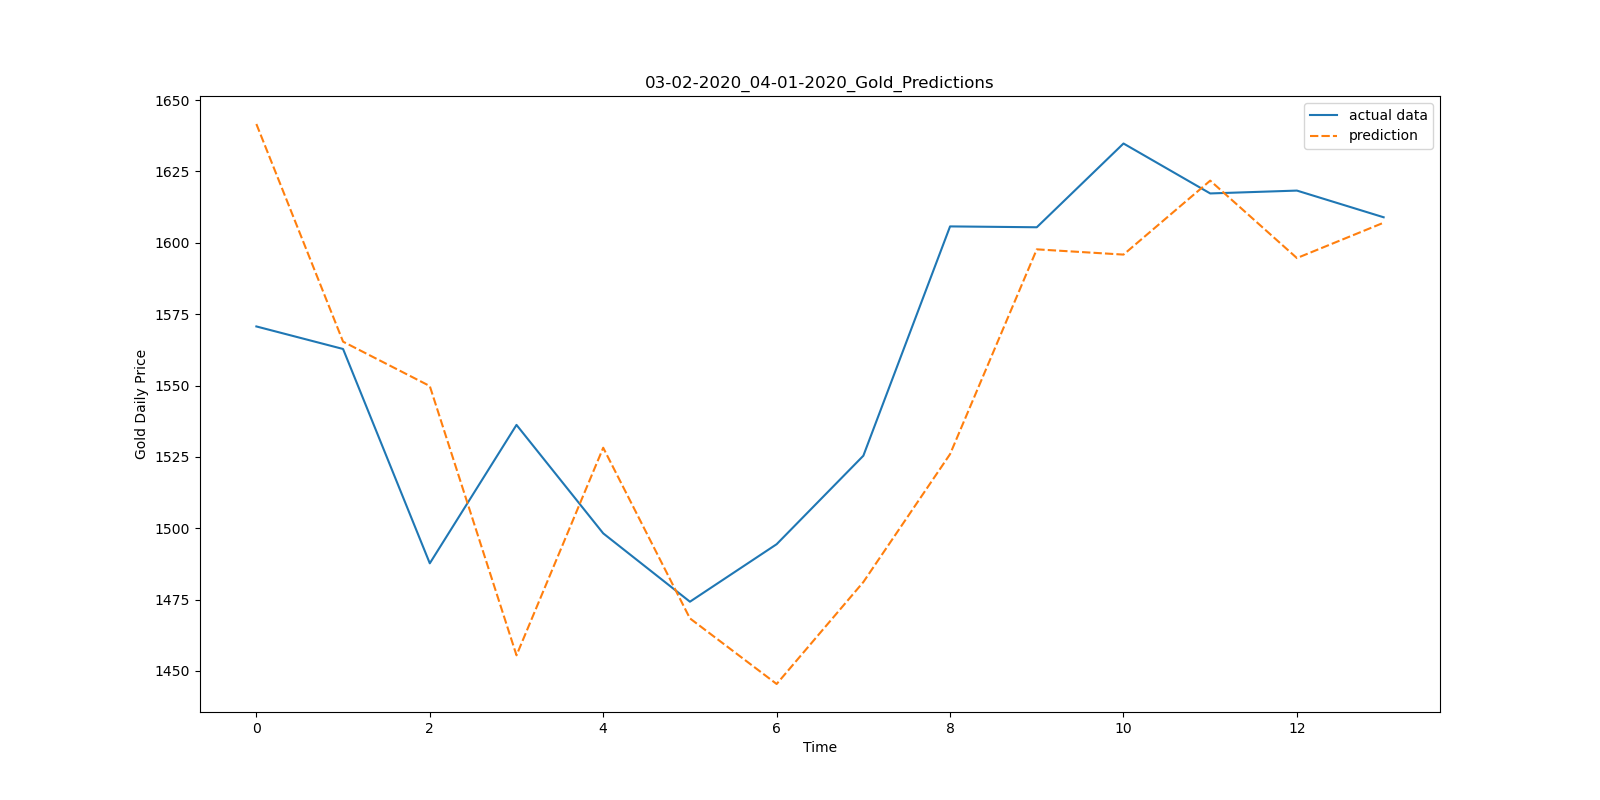 03-02-2020_04-01-2020_Gold_Predictions
actual data
prediction
Gold Daily Price
1650
1625
1600
1575
1550
1525
1500
1475
1450
0 2 4 6 8 10 12
Time